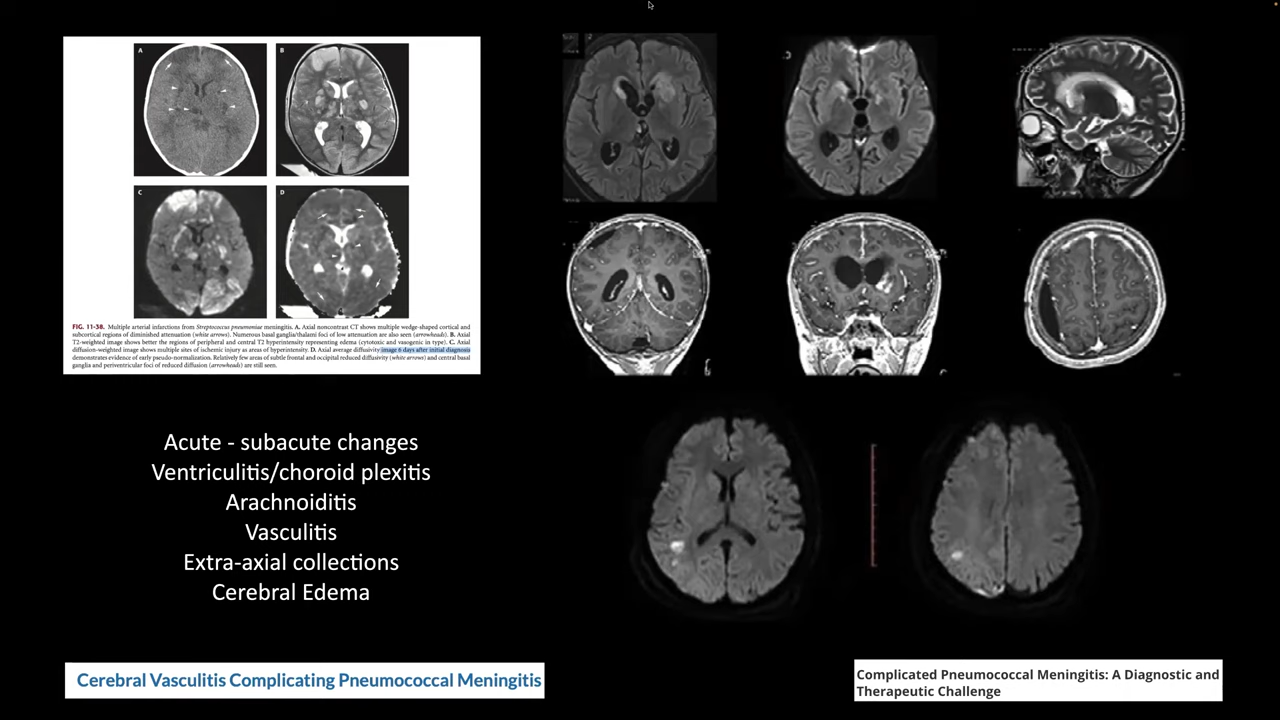 A
B
C
D
FIG. 11-38. Multiple arterial infarctions from Streptococcus pneumoniae meningitis. A. Axial noncontrast CT shows multiple wedge-shaped cortical and
subcortical regions of diminished attenuation (white arrows). Numerous basal ganglia/thalami foci of low attenuation are also seen (arrowheads). B. Axial
T2-weighted image shows better the regions of peripheral and central T2 hyperintensity representing edema (cytotoxic and vasogenic in type). C. Axial
diffusion-weighted image shows multiple sites of ischemic injury as areas of hyperintensity. D. Axial average diffusivity image 6 days after initial diagnosis
demonstrates evidence of early pseudo-normalization. Relatively few areas of subtle frontal and occipital reduced diffusivity (white arrows) and central basal
ganglia and periventricular foci of reduced diffusion (arrowheads) are still seen.
Acute - subacute changes
Ventriculitis/choroid plexitis
Arachnoiditis
Vasculitis
Extra-axial collections
Cerebral Edema
Cerebral Vasculitis Complicating Pneumococcal Meningitis
Complicated Pneumococcal Meningitis: A Diagnostic and
Therapeutic Challenge